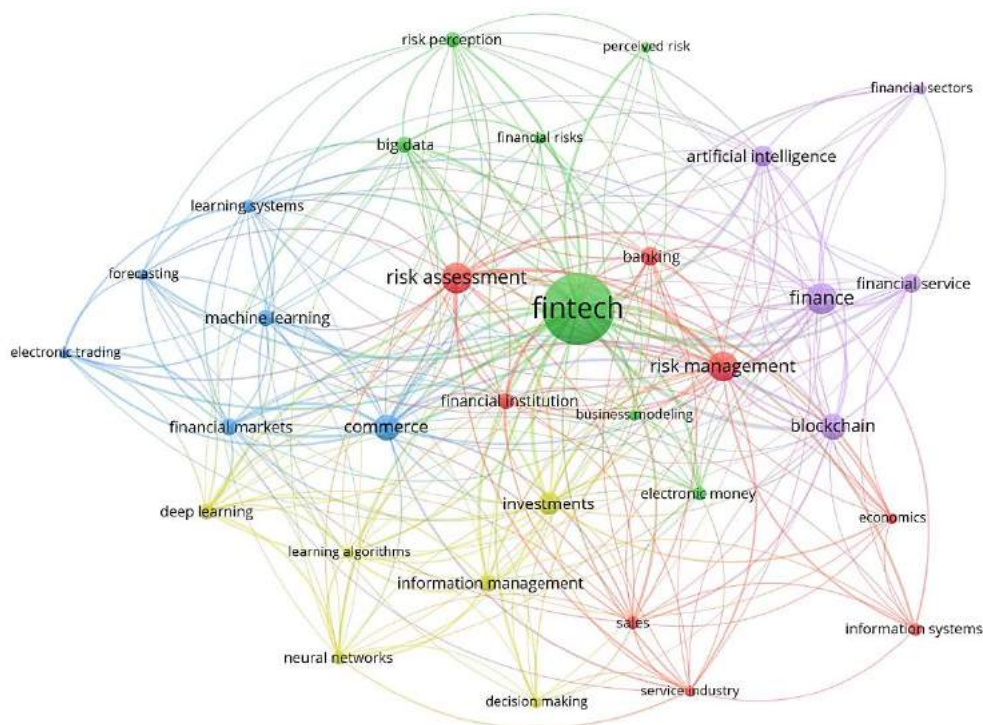 risk perception
perceived risk
financial sectors
big data
financial risks
artificial intelligence
learning systems
banking
forecasting
risk assessment
fintech
finance
financial service
machine learning
electronic trading
risk management
financial institution
business modeling
financial markets
commerce
blockchain
electronic money
investments
deep learning
economics
learning algorithms
information management
sales
information systems
neural networks
service industry
decision making